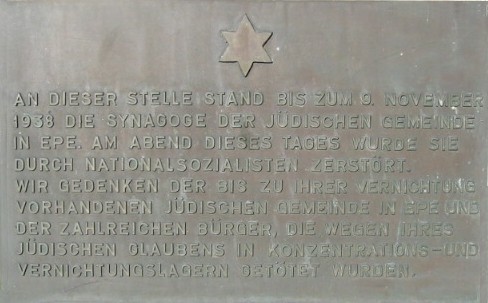 AN DIESER STELLE STAND BIS ZUM 9. NOVEMBER
1938 DIE SYNAGOGE DER JÜDISCHEN GEMEINDE
IN EPE. AM ABEND DIESES TAGES WURDE SIE
DURCH NATIONALSOZIALISTEN ZERSTÖRT.
WIR GEDENKEN DER BIS ZU IHRER VERNICHTUNG
VORHANDENEN JÜDISCHEN GEMEINDE IN EPE UND
DER ZAHLREICHEN BÜRGER, DIE WEGEN IHRES
JÜDISCHEN GLAUBENS IN KONZENTRATIONS-UND
VERNICHTUNGSLAGERN GETÖTET WURDEN.